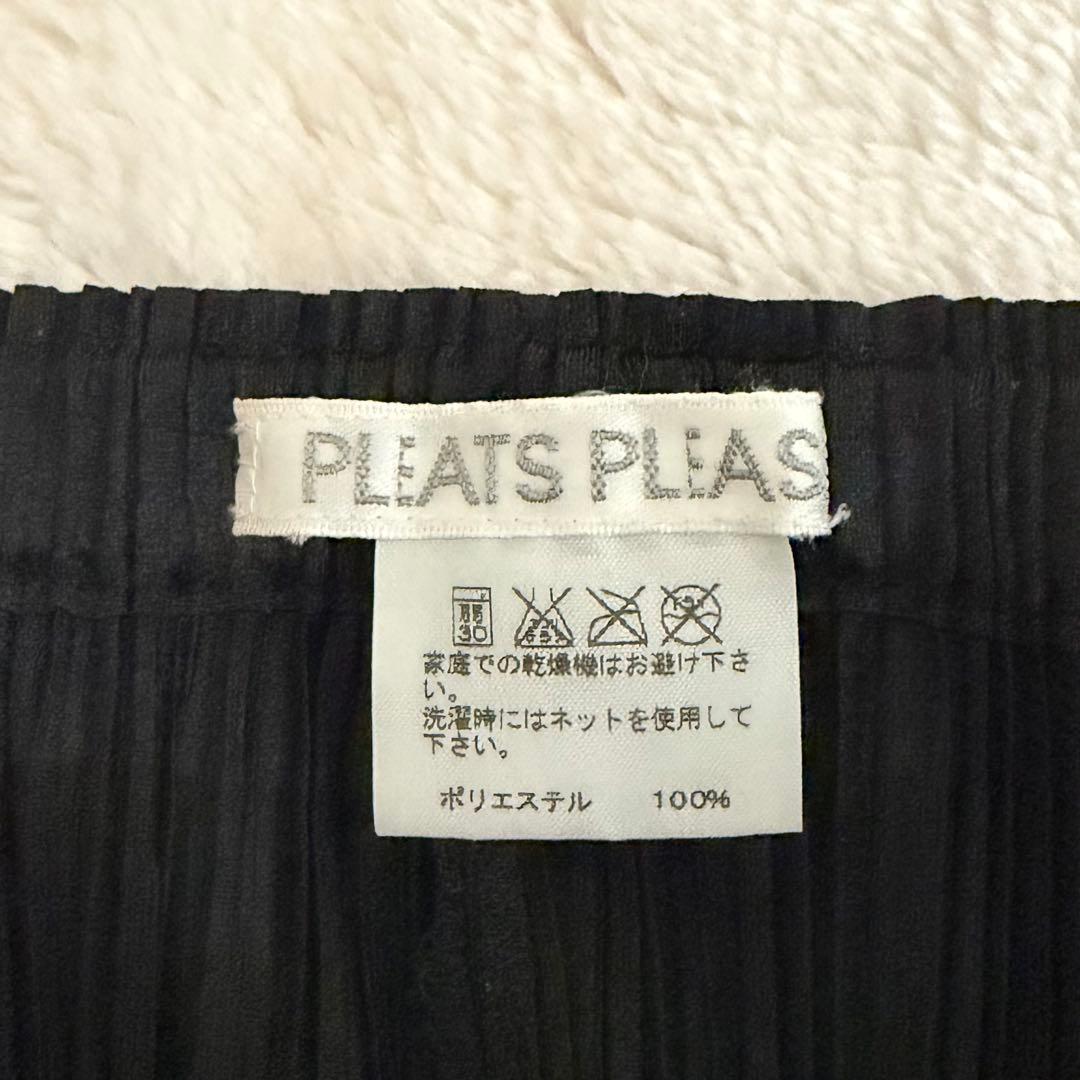 PLEATS PLEAS
弱
30
家庭での乾燥機はお避け下さ
い。
洗濯時にはネットを使用して
下さい。
ポリエステル 100%